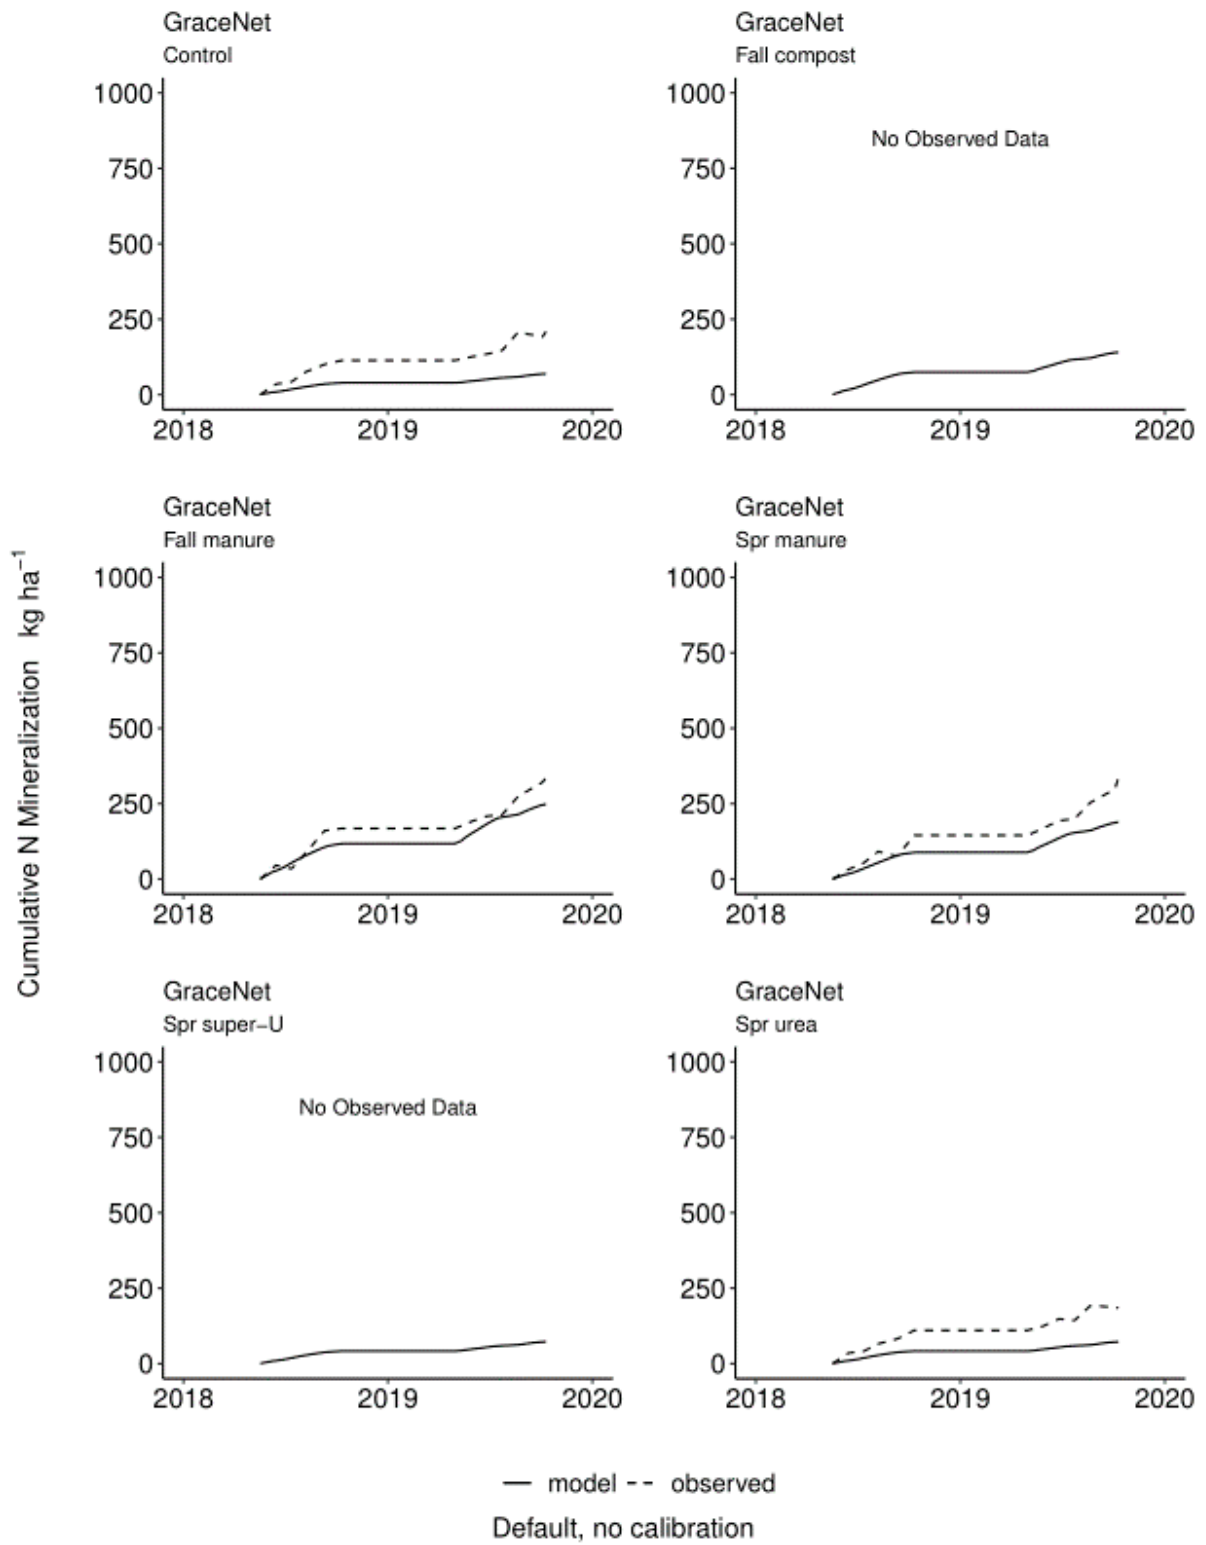 GraceNet
Control
1000
750
500
250
0
2018 2019 2020
GraceNet
Fall compost
No Observed Data
1000
750
500
250
0
2018 2019 2020
GraceNet
Fall manure
1000
750
500
250
0
2018 2019 2020
GraceNet
Spr manure
1000
750
500
250
0
2018 2019 2020
GraceNet
Spr super−U
No Observed Data
1000
750
500
250
0
2018 2019 2020
GraceNet
Spr urea
1000
750
500
250
0
2018 2019 2020
Cumulative N Mineralization kg ha⁻¹
model observed
Default, no calibration